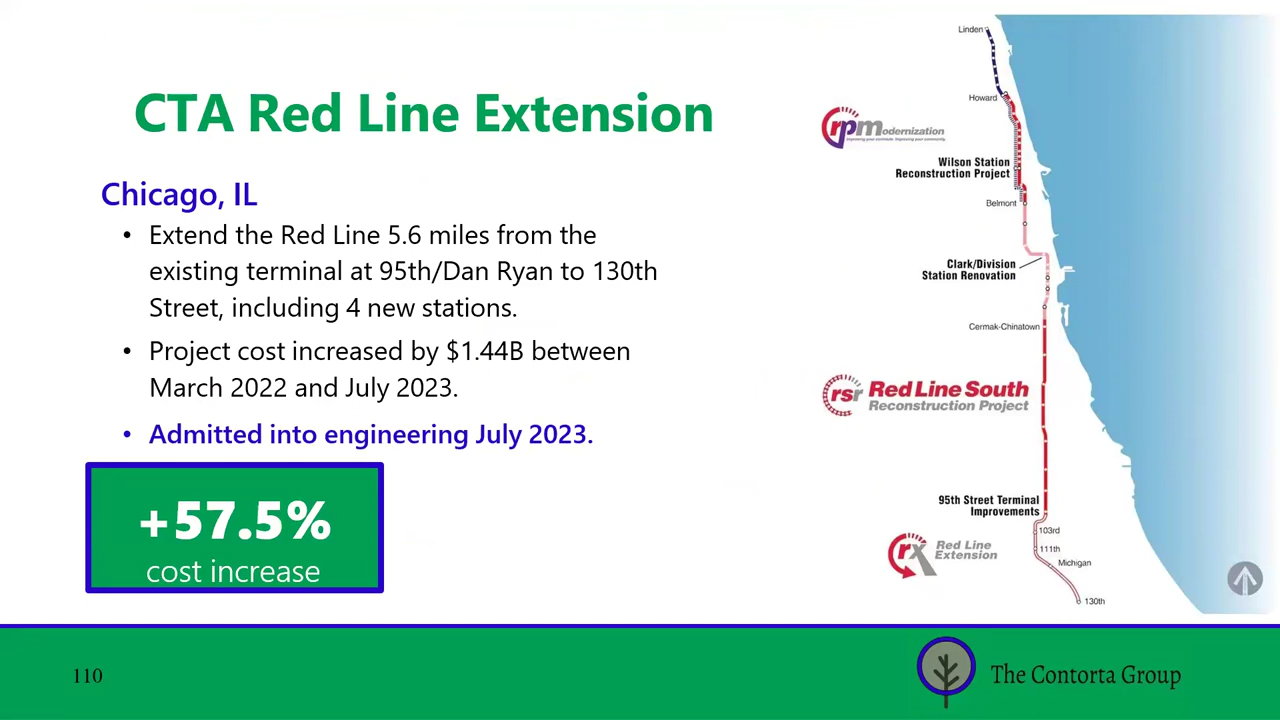 CTA Red Line Extension
Chicago, IL
• Extend the Red Line 5.6 miles from the
existing terminal at 95th/Dan Ryan to 130th
Street, including 4 new stations.
• Project cost increased by $1.44B between
March 2022 and July 2023.
• Admitted into engineering July 2023.
+57.5%
cost increase
Linden
Howard
rpmodernization
Wilson Station
Reconstruction Project
Belmont
Clark/Division
Station Renovation
Cermak-Chinatown
rsr Red Line South
Reconstruction Project
95th Street Terminal
Improvements
103rd
111th
Michigan
130th
rx Red Line
Extension
110
The Contorta Group